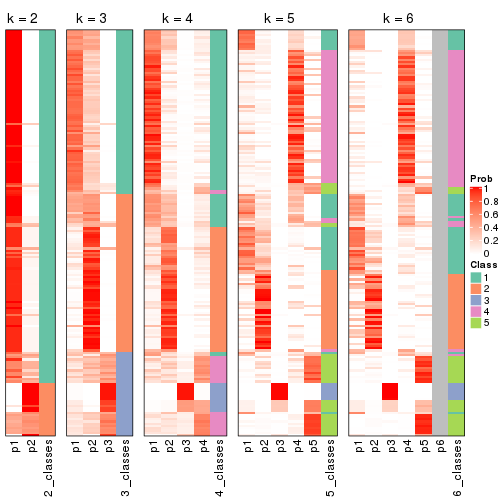 k = 2
k = 3
k = 4
k = 5
k = 6
Prob
1
0.8
0.6
0.4
0.2
0
Class
1
2
3
4
5
p1
p2
2_classes
p1
p2
p3
3_classes
p1
p2
p3
p4
4_classes
p1
p2
p3
p4
p5
5_classes
p1
p2
p3
p4
p5
p6
6_classes